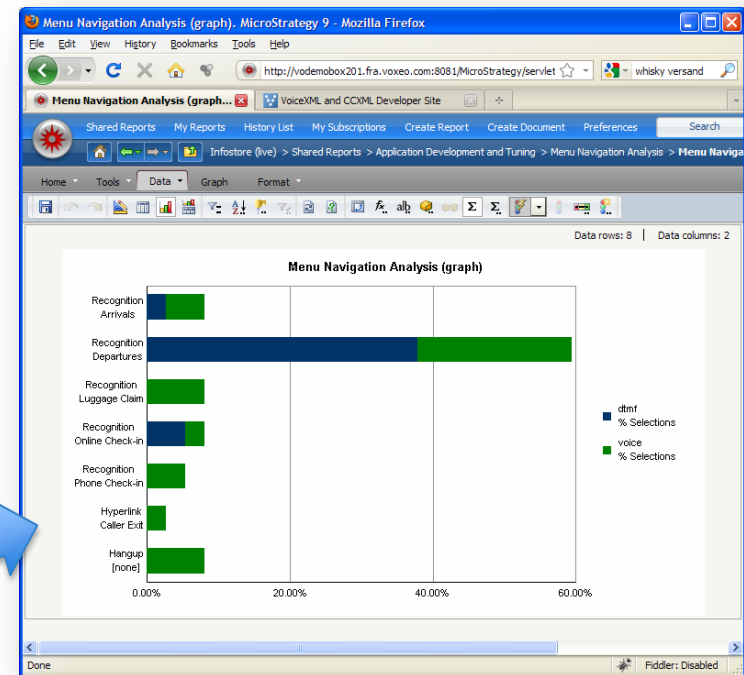 Menu Navigation Analysis (graph). MicroStrategy 9 - Mozilla Firefox
File Edit View History Bookmarks Tools Help
http://vodemobox201.fra.voxeo.com:8081/MicroStrategy/servlet whisky versand
Menu Navigation Analysis (graph... VoiceXML and CCXML Developer Site
Shared Reports My Reports History List My Subscriptions Create Report Create Document Preferences Search
Infostore (live) > Shared Reports > Application Development and Tuning > Menu Navigation Analysis > Menu Naviga
Home Tools Data Graph Format
Data rows: 8 | Data columns: 2
Menu Navigation Analysis (graph)
Recognition
Arrivals
Recognition
Departures
Recognition
Luggage Claim
Recognition
Online Check-in
Recognition
Phone Check-in
Hyperlink
Caller Exit
Hangup
[none]
dtmf
% Selections
voice
% Selections
0.00% 20.00% 40.00% 60.00%
Done Fiddler: Disabled